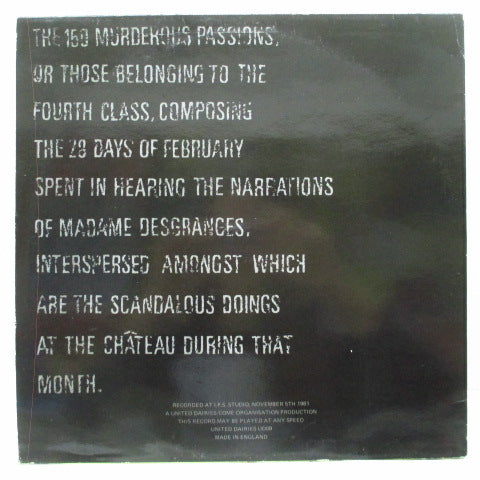 THE 150 MURDEROUS PASSIONS,
OR THOSE BELONGING TO THE
FOURTH CLASS, COMPOSING
THE 28 DAYS OF FEBRUARY
SPENT IN HEARING THE NARRATIONS
OF MADAME DESGRANGES,
INTERSPERSED AMONGST WHICH
ARE THE SCANDALOUS DOINGS
AT THE CHÂTEAU DURING THAT
MONTH.
RECORDED AT I.P.S. STUDIO, NOVEMBER 5TH 1981
A UNITED DAIRIES/COME ORGANISATION PRODUCTION
THIS RECORD MAY BE PLAYED AT ANY SPEED
UNITED DAIRIES UD09
MADE IN ENGLAND